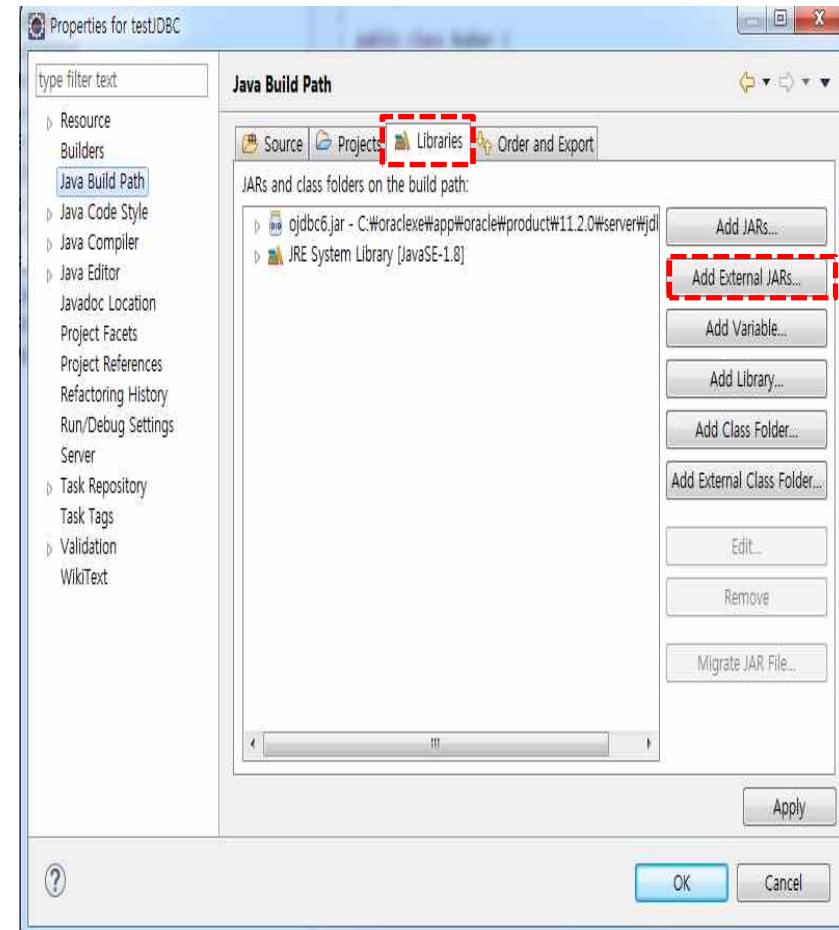 Properties for testJDBC
type filter text
Resource
Builders
Java Build Path
Java Code Style
Java Compiler
Java Editor
Javadoc Location
Project Facets
Project References
Refactoring History
Run/Debug Settings
Server
Task Repository
Task Tags
Validation
WikiText
Java Build Path
Source Projects Libraries Order and Export
JARs and class folders on the build path:
ojdbc6.jar - C:₩oraclexe₩app₩oracle₩product₩11.2.0₩server₩jdl
JRE System Library [JavaSE-1.8]
Add JARs...
Add External JARs...
Add Variable...
Add Library...
Add Class Folder...
Add External Class Folder...
Edit...
Remove
Migrate JAR File...
Apply
OK Cancel